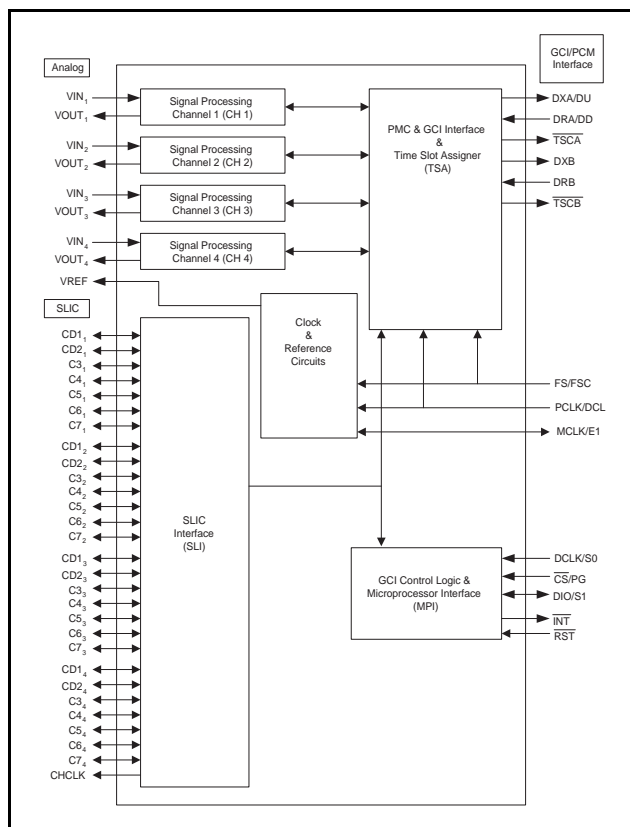 Analog
GCI/PCM
Interface
VIN₁
VOUT₁
Signal Processing
Channel 1 (CH 1)
VIN₂
VOUT₂
Signal Processing
Channel 2 (CH 2)
VIN₃
VOUT₃
Signal Processing
Channel 3 (CH 3)
VIN₄
VOUT₄
Signal Processing
Channel 4 (CH 4)
VREF
PMC & GCI Interface
&
Time Slot Assigner
(TSA)
DXA/DU
DRA/DD
TSCA
DXB
DRB
TSCB
SLIC
Clock
&
Reference
Circuits
FS/FSC
PCLK/DCL
MCLK/E1
CD1₁
CD2₁
C3₁
C4₁
C5₁
C6₁
C7₁
CD1₂
CD2₂
C3₂
C4₂
C5₂
C6₂
C7₂
CD1₃
CD2₃
C3₃
C4₃
C5₃
C6₃
C7₃
CD1₄
CD2₄
C3₄
C4₄
C5₄
C6₄
C7₄
CHCLK
SLIC
Interface
(SLI)
GCI Control Logic &
Microprocessor Interface
(MPI)
DCLK/S0
CS/PG
DIO/S1
INT
RST